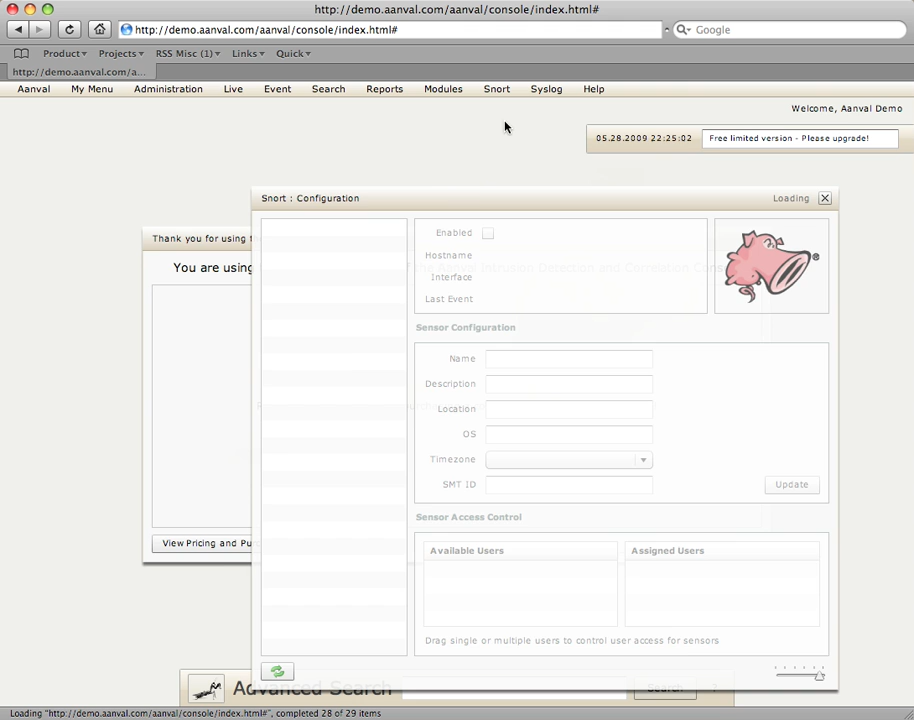 http://demo.aanval.com/aanval/console/index.html#
http://demo.aanval.com/aanval/console/index.html#
Google
Product Projects RSS Misc (1) Links Quick
http://demo.aanval.com/a...
Aanval My Menu Administration Live Event Search Reports Modules Snort Syslog Help
Welcome, Aanval Demo
05.28.2009 22:25:02 Free limited version - Please upgrade!
Snort : Configuration Loading
Thank you for using
You are using
Aanval Intrusion Detection and Correlation
Enabled
Hostname
Interface
Last Event
®
Sensor Configuration
Name
Description
Location
OS
Timezone
SMT ID
Update
Sensor Access Control
Available Users Assigned Users
Drag single or multiple users to control user access for sensors
View Pricing and
Advanced Search Search ?
Loading "http://demo.aanval.com/aanval/console/index.html#", completed 28 of 29 items